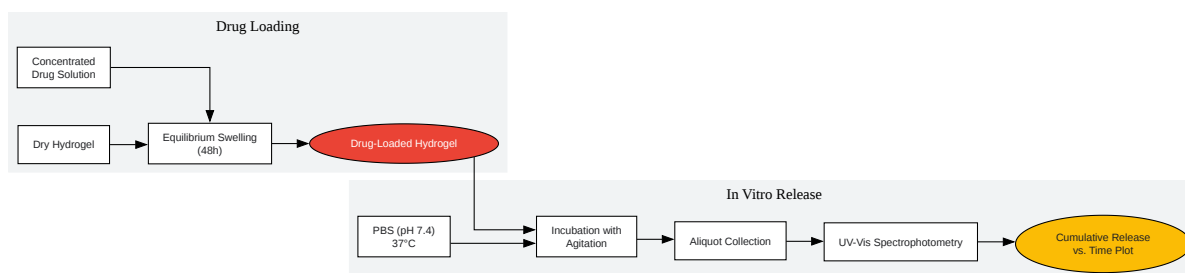 Drug Loading
Concentrated
Drug Solution
Dry Hydrogel
Equilibrium Swelling
(48h)
Drug-Loaded Hydrogel
In Vitro Release
PBS (pH 7.4)
37°C
Incubation with
Agitation
Aliquot Collection
UV-Vis Spectrophotometry
Cumulative Release
vs. Time Plot